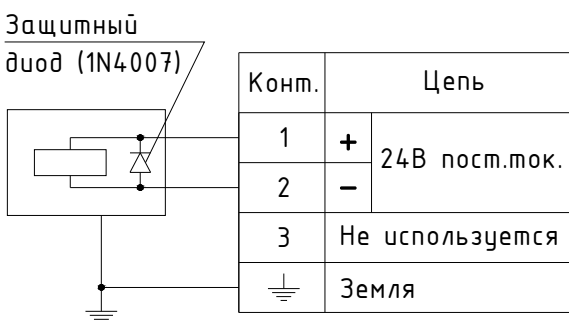 Защитный
диод (1N4007)
Конт. Цепь
1 + 24В пост.ток.
2 −
3 Не используется
Земля